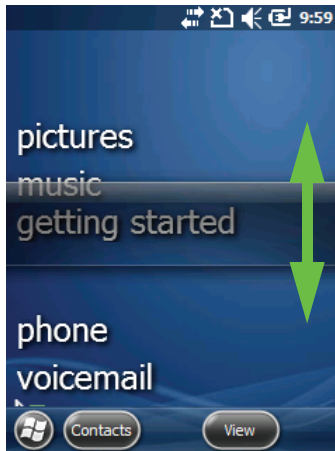 9:59
pictures
music
getting started
phone
voicemail
Contacts View